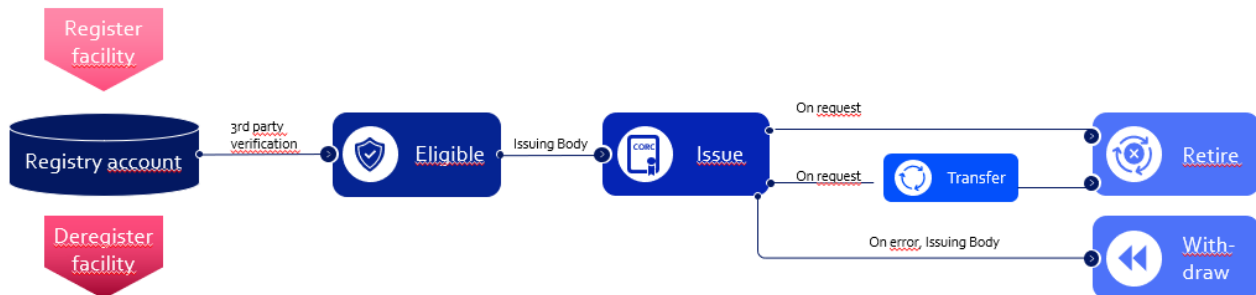 Register
facility
Registry account
3rd party
verification
Eligible
Issuing Body
CORC
Issue
On request
On request
Transfer
Retire
On error, Issuing Body
With-
draw
Deregister
facility